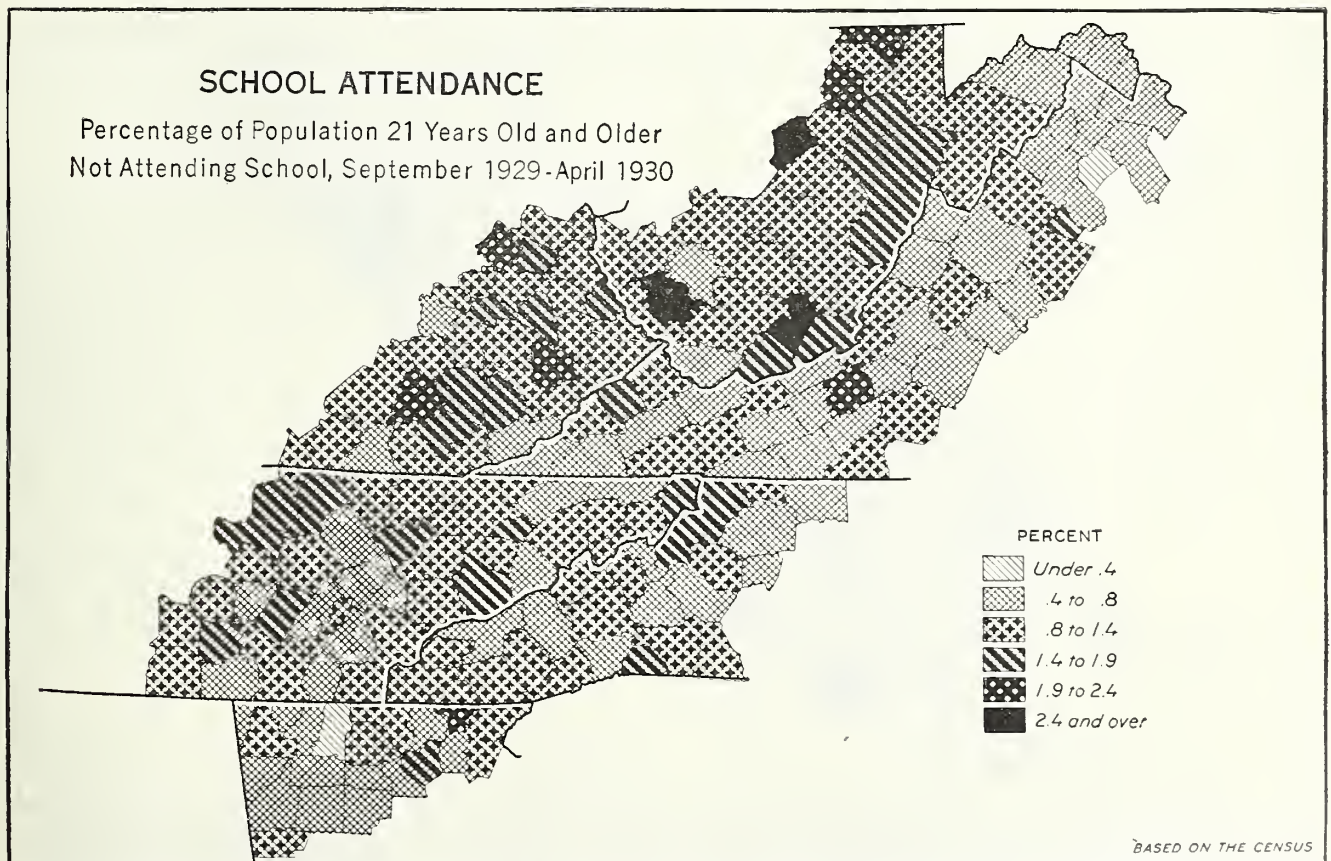 SCHOOL ATTENDANCE
Percentage of Population 21 Years Old and Older
Not Attending School, September 1929-April 1930
PERCENT
Under .4
.4 to .8
.8 to 1.4
1.4 to 1.9
1.9 to 2.4
2.4 and over
BASED ON THE CENSUS